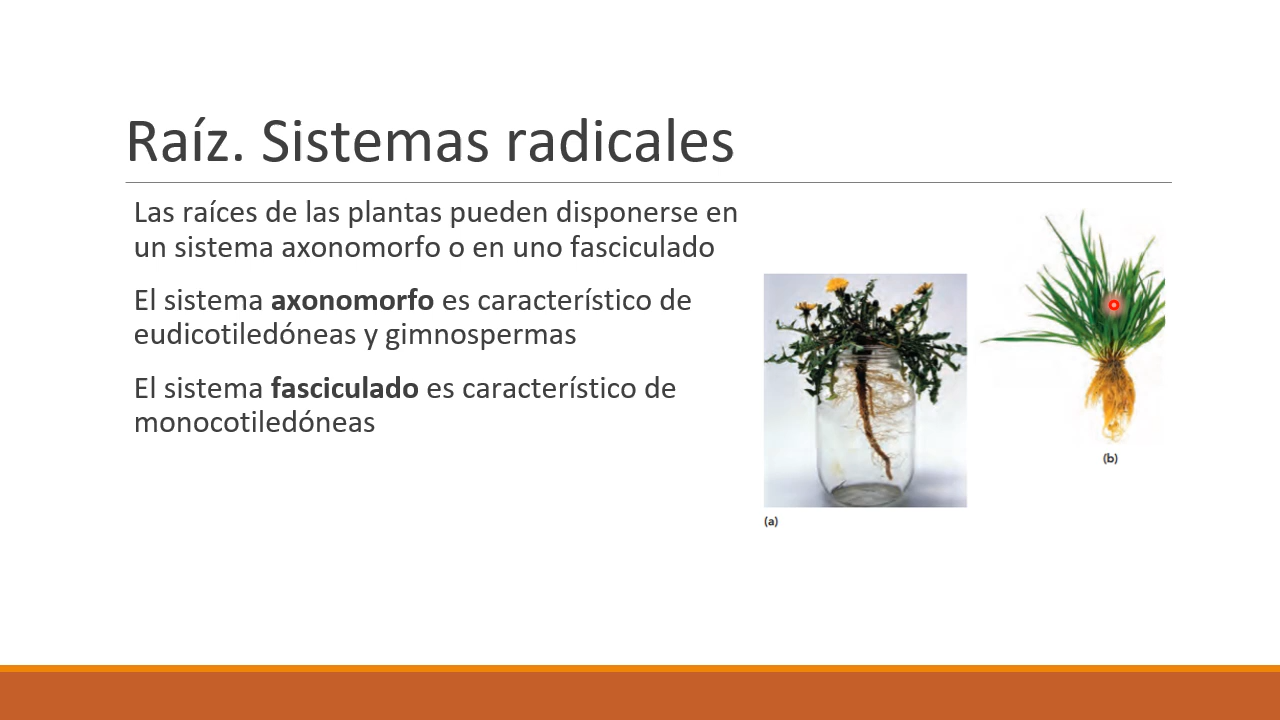 Raíz. Sistemas radicales
Las raíces de las plantas pueden disponerse en
un sistema axonomorfo o en uno fasciculado
El sistema axonomorfo es característico de
eudicotiledóneas y gimnospermas
El sistema fasciculado es característico de
monocotiledóneas
(b)
(a)